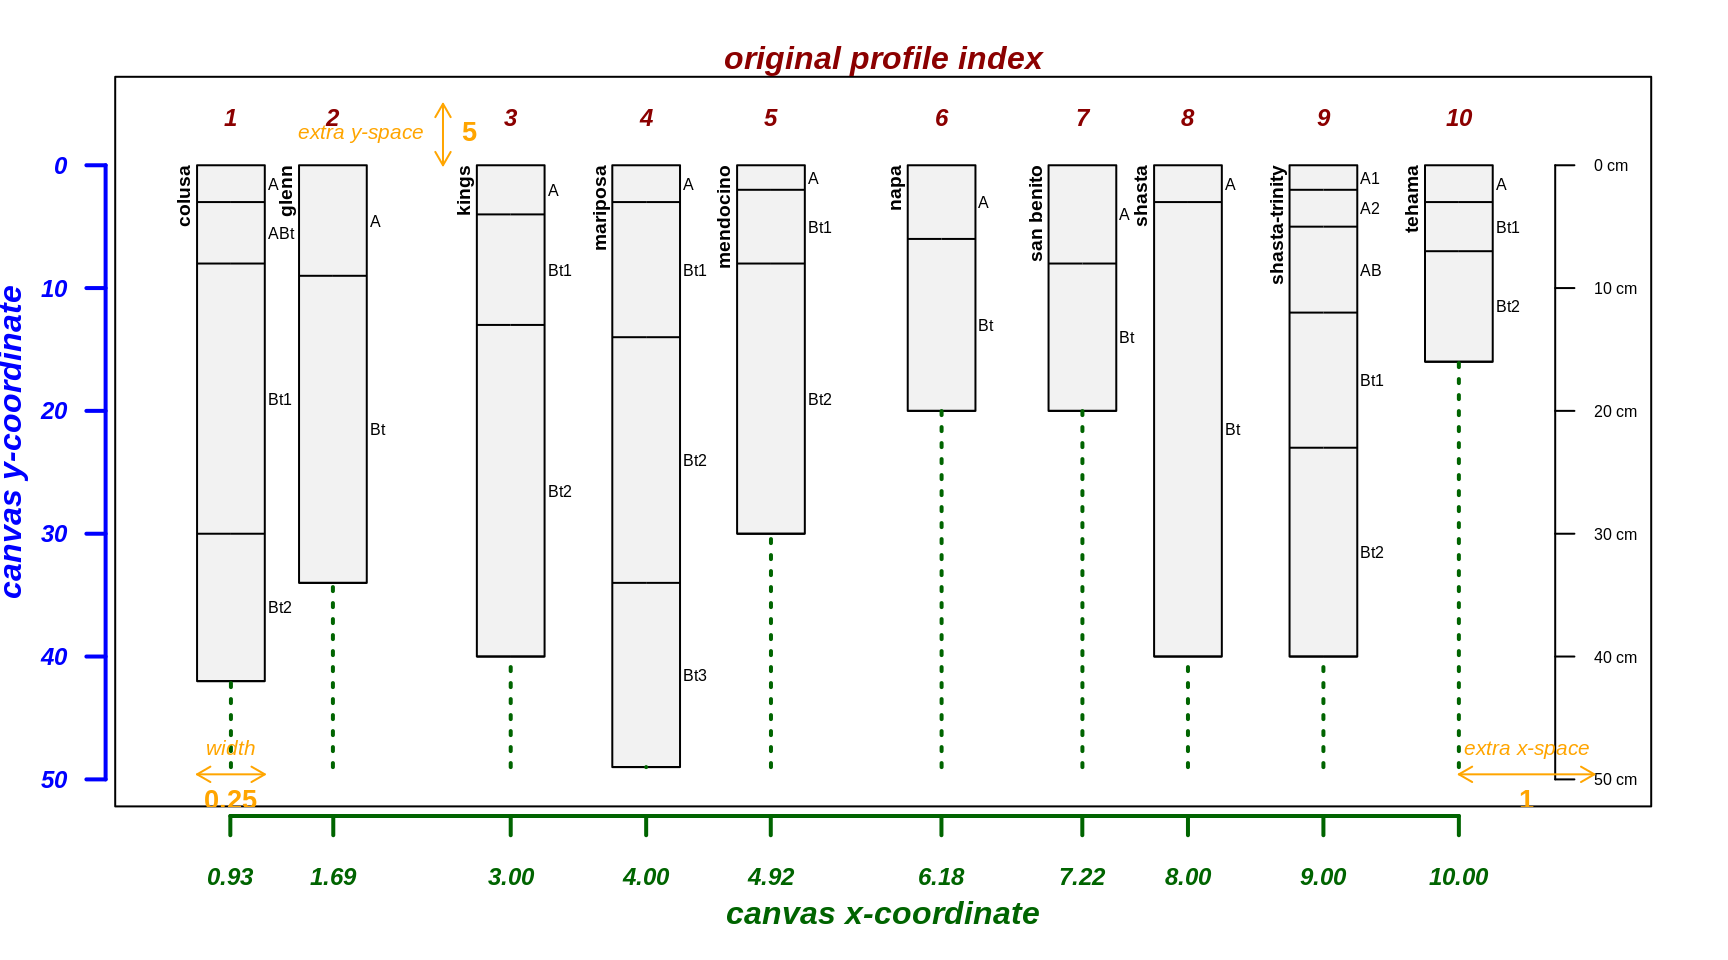 original profile index
1 2 3 4 5 6 7 8 9 10
extra y-space 5
canvas y-coordinate
0
10
20
30
40
50
colusa
A
ABt
Bt1
Bt2
glenn
A
Bt
kings
A
Bt1
Bt2
mariposa
A
Bt1
Bt2
Bt3
mendocino
A
Bt1
Bt2
napa
A
Bt
san benito
A
Bt
shasta
A
Bt
shasta-trinity
A1
A2
AB
Bt1
Bt2
tehama
A
Bt1
Bt2
0 cm
10 cm
20 cm
30 cm
40 cm
50 cm
width
0.25
extra x-space
1
0.93 1.69 3.00 4.00 4.92 6.18 7.22 8.00 9.00 10.00
canvas x-coordinate